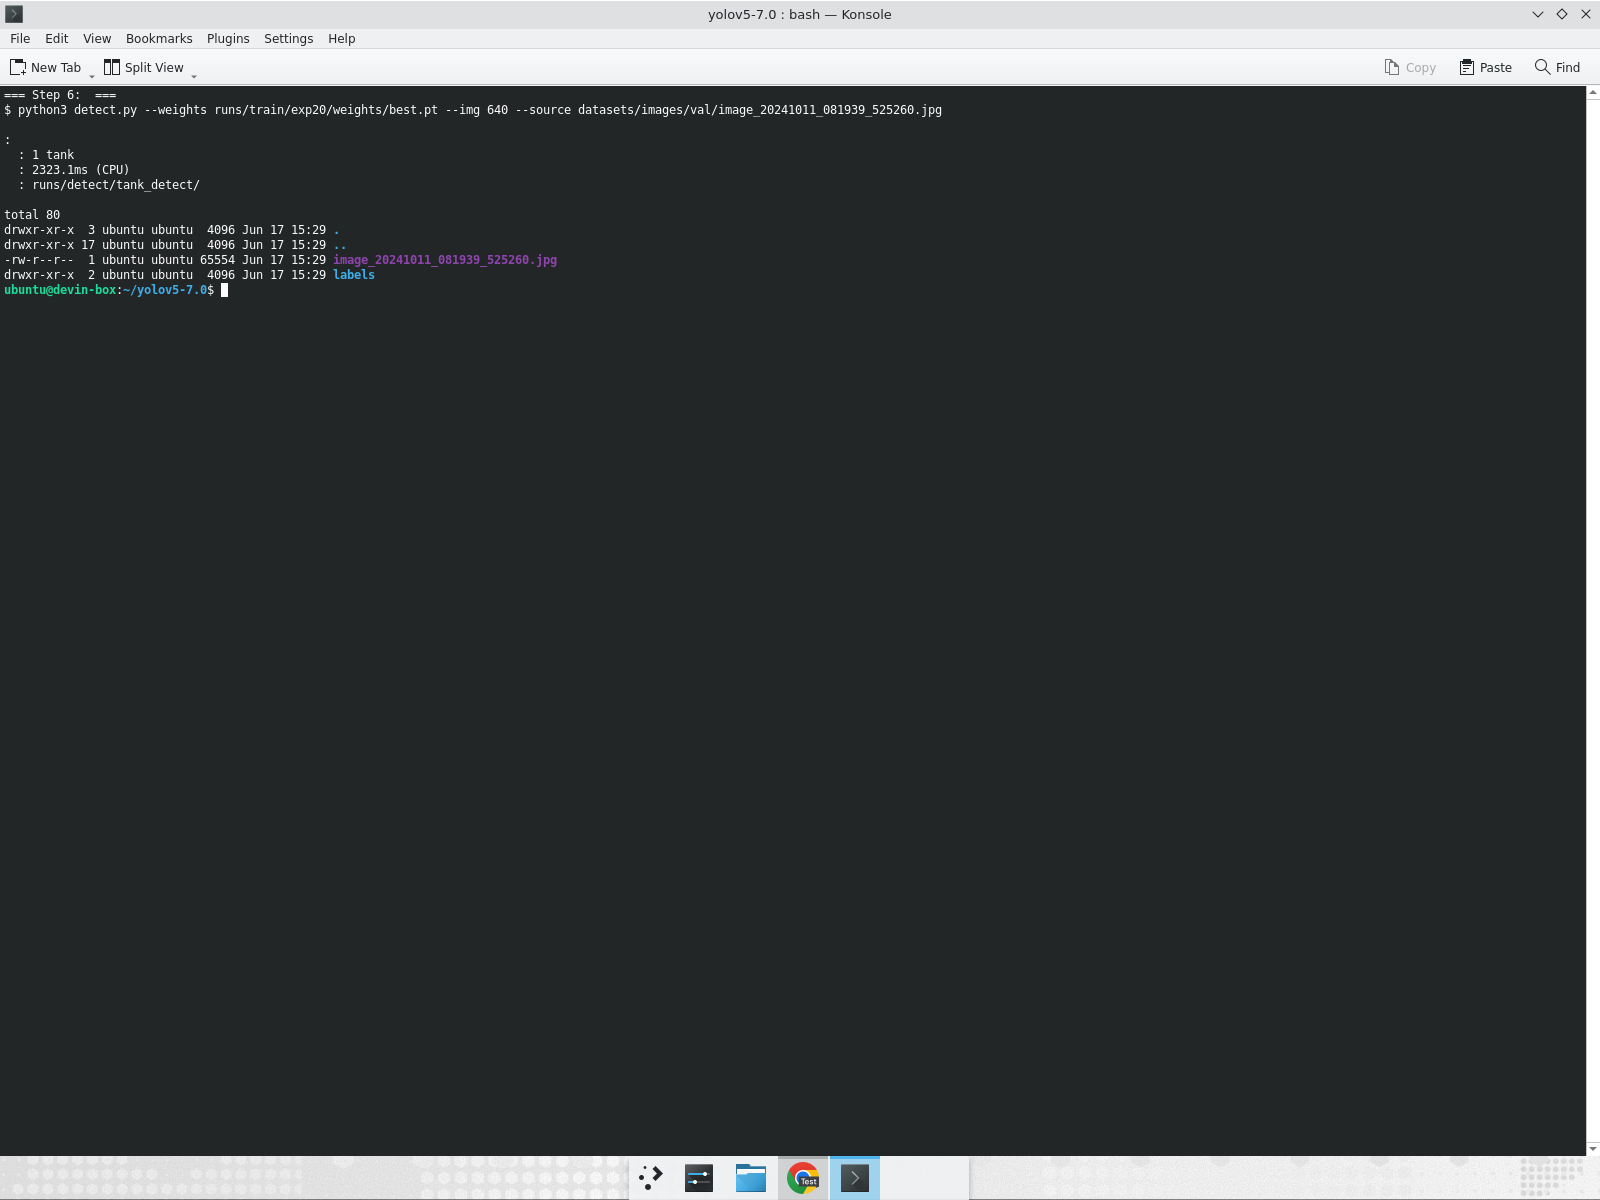 yolov5-7.0 : bash — Konsole
File Edit View Bookmarks Plugins Settings Help
New Tab Split View Copy Paste Find
=== Step 6:  ===
$ python3 detect.py --weights runs/train/exp20/weights/best.pt --img 640 --source datasets/images/val/image_20241011_081939_525260.jpg
:
  : 1 tank
  : 2323.1ms (CPU)
  : runs/detect/tank_detect/
total 80
drwxr-xr-x  3 ubuntu ubuntu  4096 Jun 17 15:29 .
drwxr-xr-x 17 ubuntu ubuntu  4096 Jun 17 15:29 ..
-rw-r--r--  1 ubuntu ubuntu 65554 Jun 17 15:29 image_20241011_081939_525260.jpg
drwxr-xr-x  2 ubuntu ubuntu  4096 Jun 17 15:29 labels
ubuntu@devin-box:~/yolov5-7.0$
Test